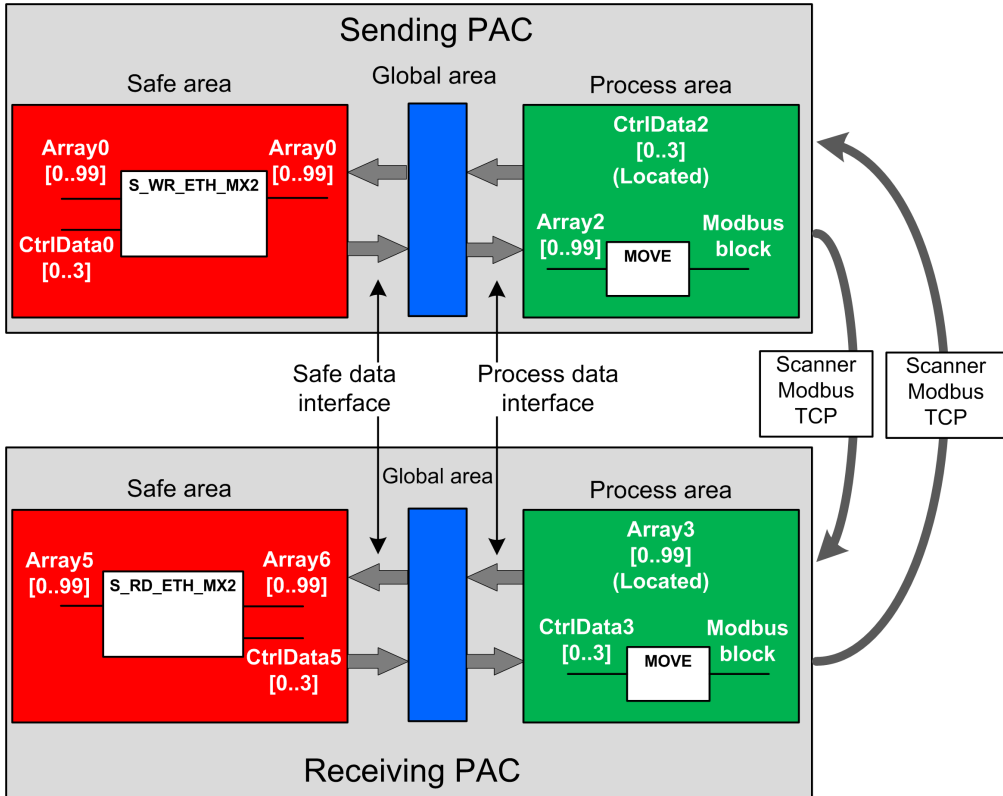 Sending PAC
Safe area
Global area
Process area
Array0
[0..99]
Array0
[0..99]
S_WR_ETH_MX2
CtrlData0
[0..3]
CtrlData2
[0..3]
(Located)
Array2
[0..99]
MOVE
Modbus
block
Safe data
interface
Process data
interface
Scanner
Modbus
TCP
Scanner
Modbus
TCP
Safe area
Global area
Process area
Array5
[0..99]
S_RD_ETH_MX2
Array6
[0..99]
CtrlData5
[0..3]
Array3
[0..99]
(Located)
CtrlData3
[0..3]
MOVE
Modbus
block
Receiving PAC